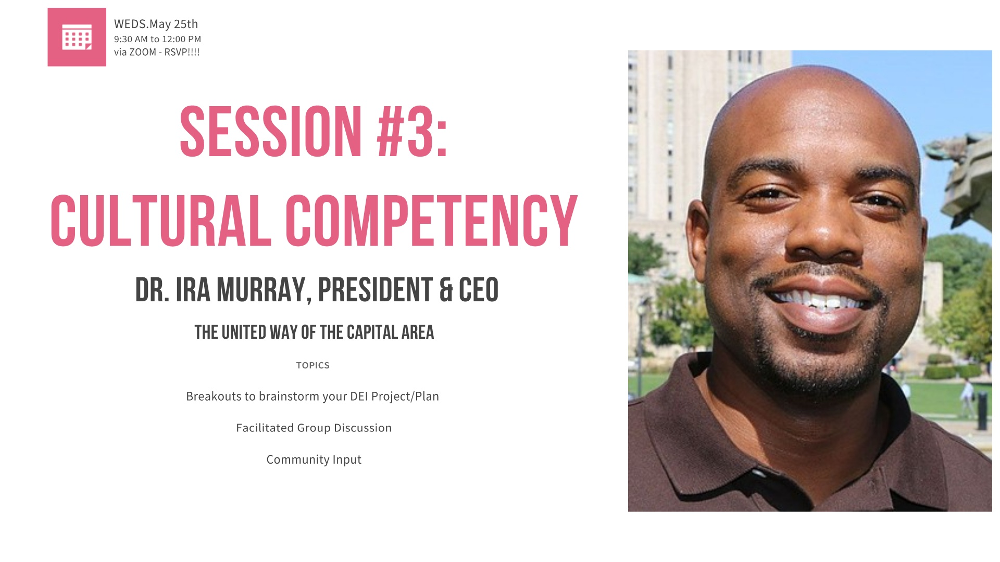 WEDS.May 25th
9:30 AM to 12:00 PM
via ZOOM - RSVP!!!!
SESSION #3:
CULTURAL COMPETENCY
DR. IRA MURRAY, PRESIDENT & CEO
THE UNITED WAY OF THE CAPITAL AREA
TOPICS
Breakouts to brainstorm your DEI Project/Plan
Facilitated Group Discussion
Community Input